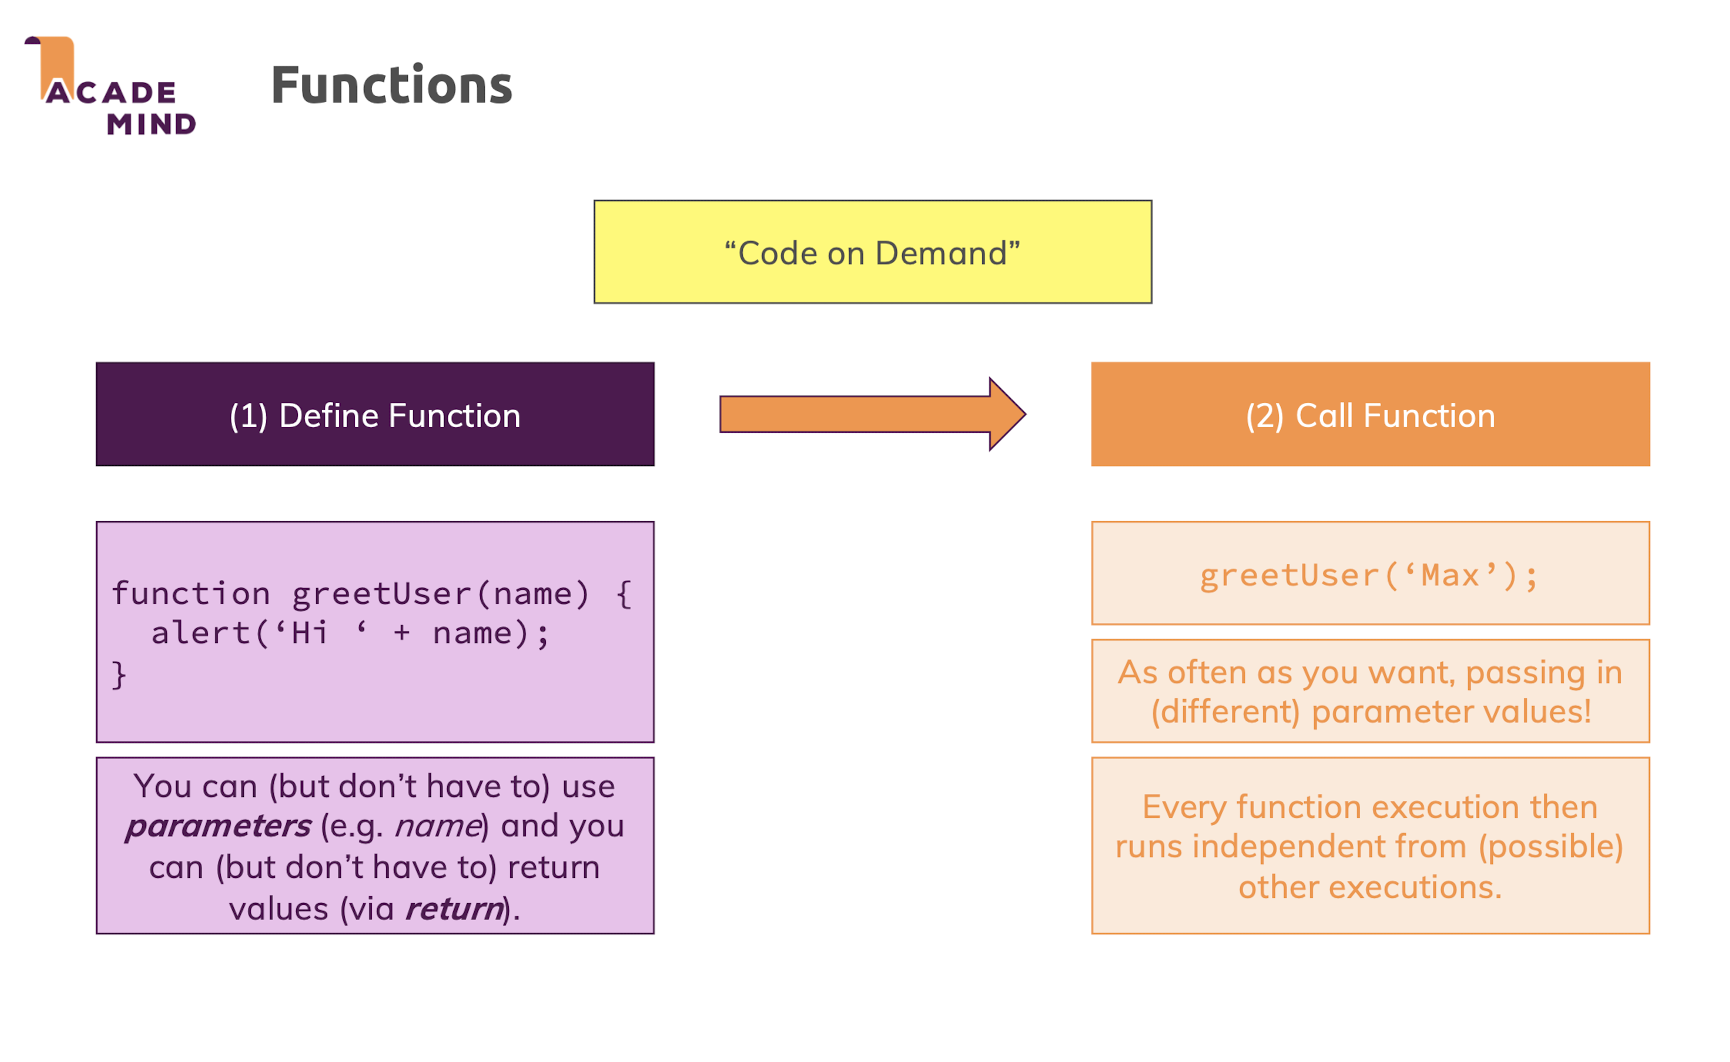 ACADE
MIND
Functions
“Code on Demand”
(1) Define Function
(2) Call Function
function greetUser(name) {
  alert(‘Hi ‘ + name);
}
You can (but don’t have to) use
parameters (e.g. name) and you
can (but don’t have to) return
values (via return).
greetUser(‘Max’);
As often as you want, passing in
(different) parameter values!
Every function execution then
runs independent from (possible)
other executions.